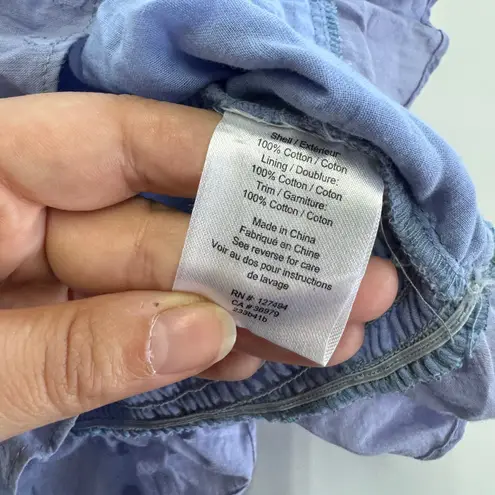 Shell / Extérieur:
100% Cotton / Coton
Lining / Doublure:
100% Cotton / Coton
Trim / Garniture:
100% Cotton / Coton
Made in China
Fabriqué en Chine
See reverse for care
Voir au dos pour instructions
de lavage
RN #: 127494
CA # 38979